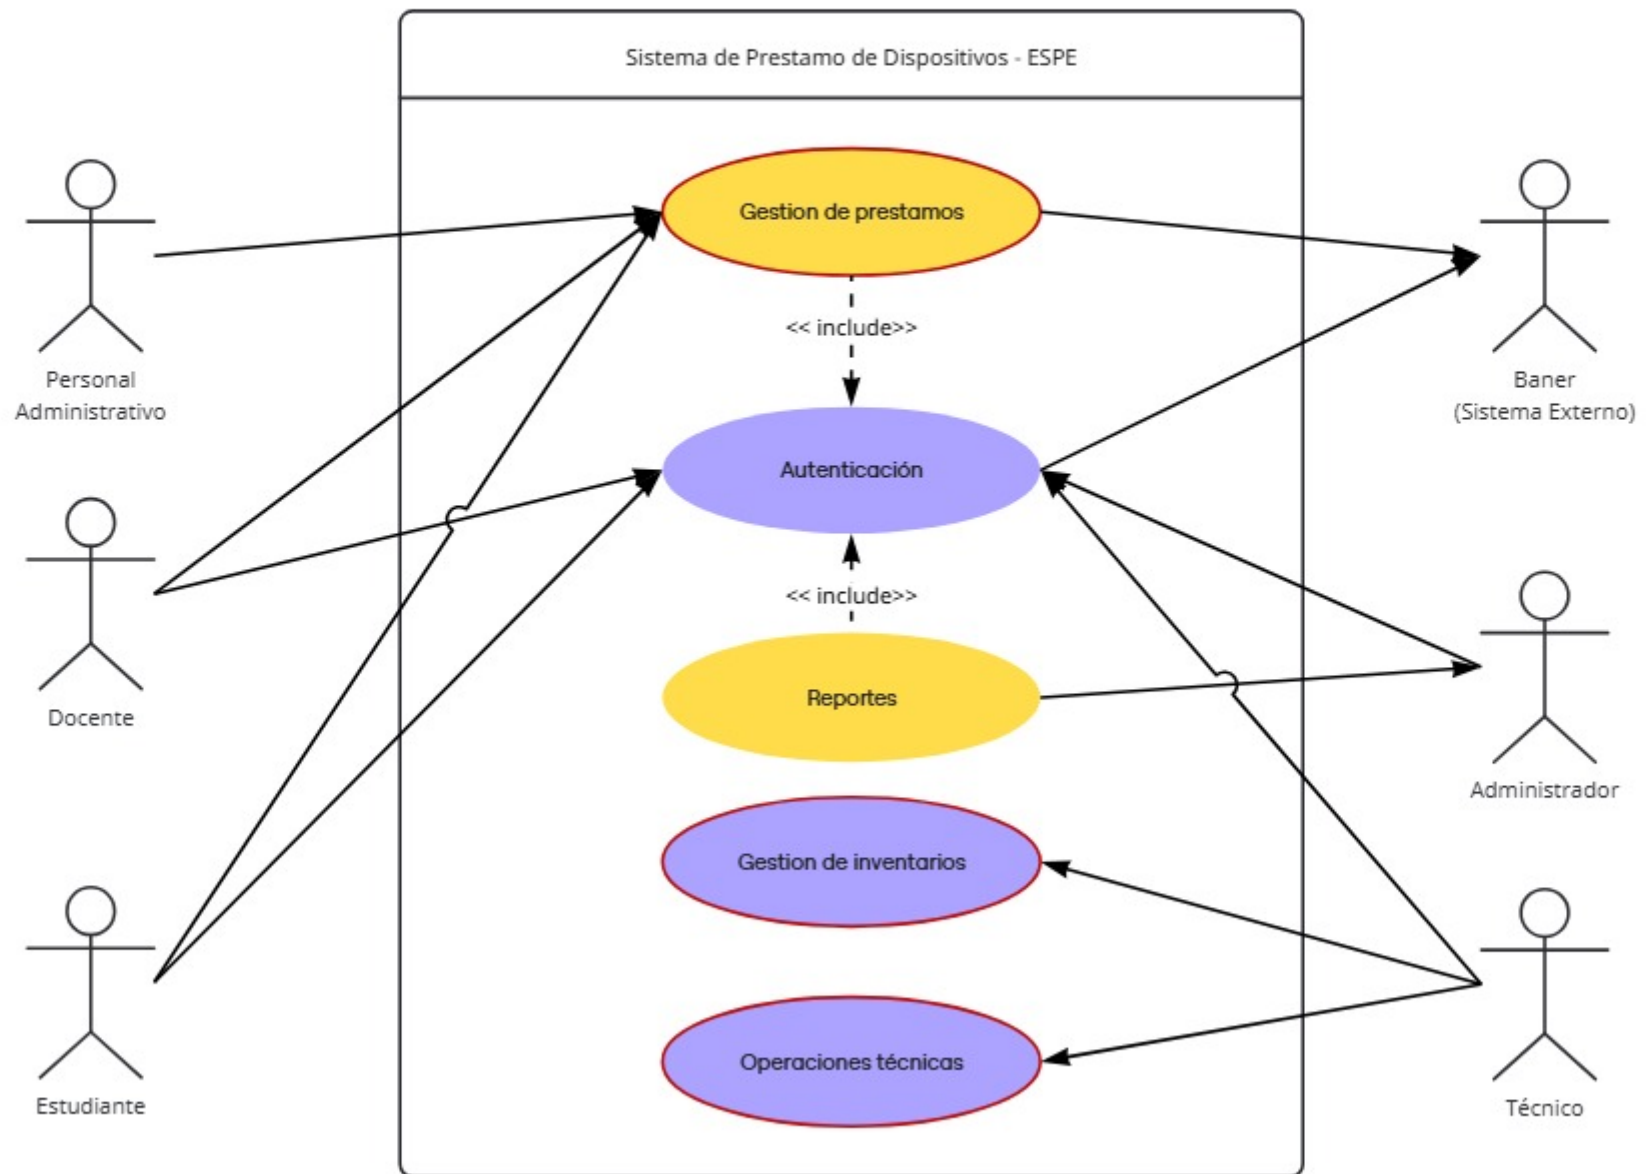 Sistema de Prestamo de Dispositivos - ESPE
Gestion de prestamos
<< include>>
Personal
Administrativo
Baner
(Sistema Externo)
Autenticación
<< include>>
Docente
Reportes
Administrador
Gestion de inventarios
Operaciones técnicas
Estudiante
Técnico